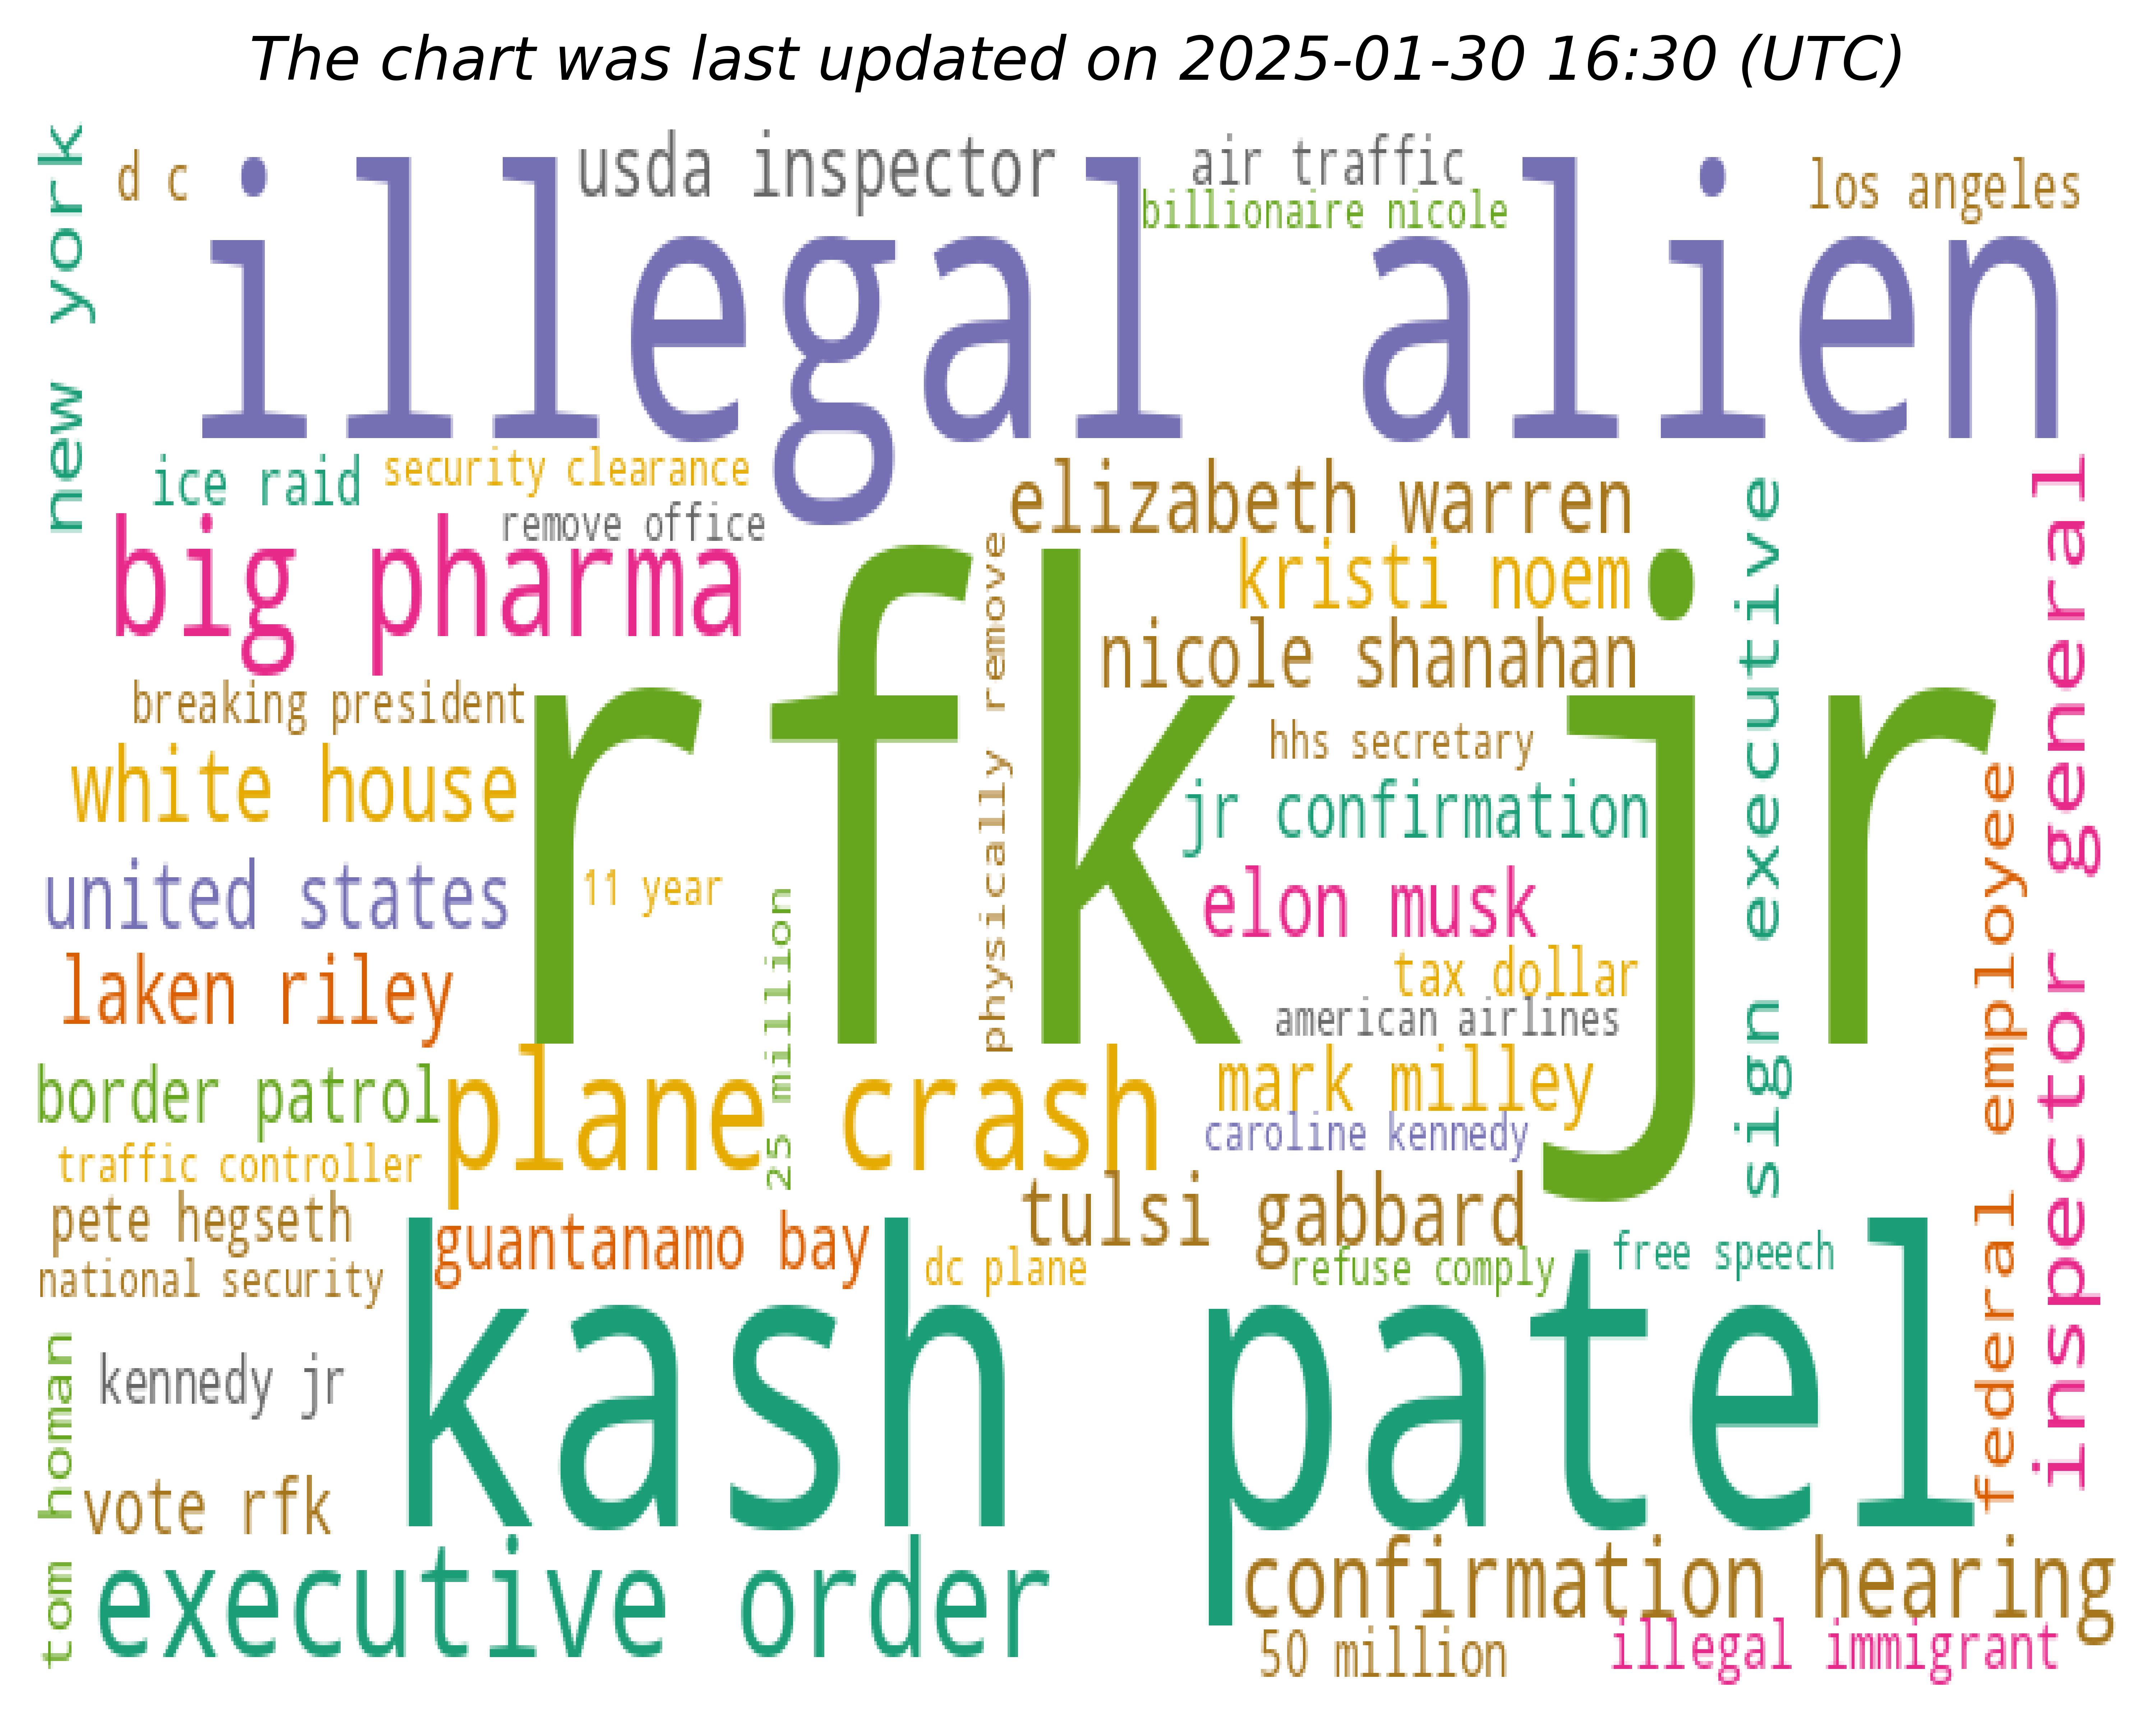 The chart was last updated on 2025-01-30 16:30 (UTC)
new york
d c
illegal alien
usda inspector
air traffic
billionaire nicole
los angeles
ice raid
security clearance
remove office
big pharma
elizabeth warren
kristi noem
nicole shanahan
physically remove
sign executive
inspector general
breaking president
rfk jr
hhs secretary
white house
jr confirmation
united states
11 year
elon musk
25 million
laken riley
tax dollar
american airlines
federal employee
border patrol
plane crash
mark milley
caroline kennedy
traffic controller
tulsi gabbard
pete hegseth
guantanamo bay
dc plane
refuse comply
free speech
national security
kash patel
tom homan
kennedy jr
vote rfk
executive order
confirmation hearing
50 million
illegal immigrant